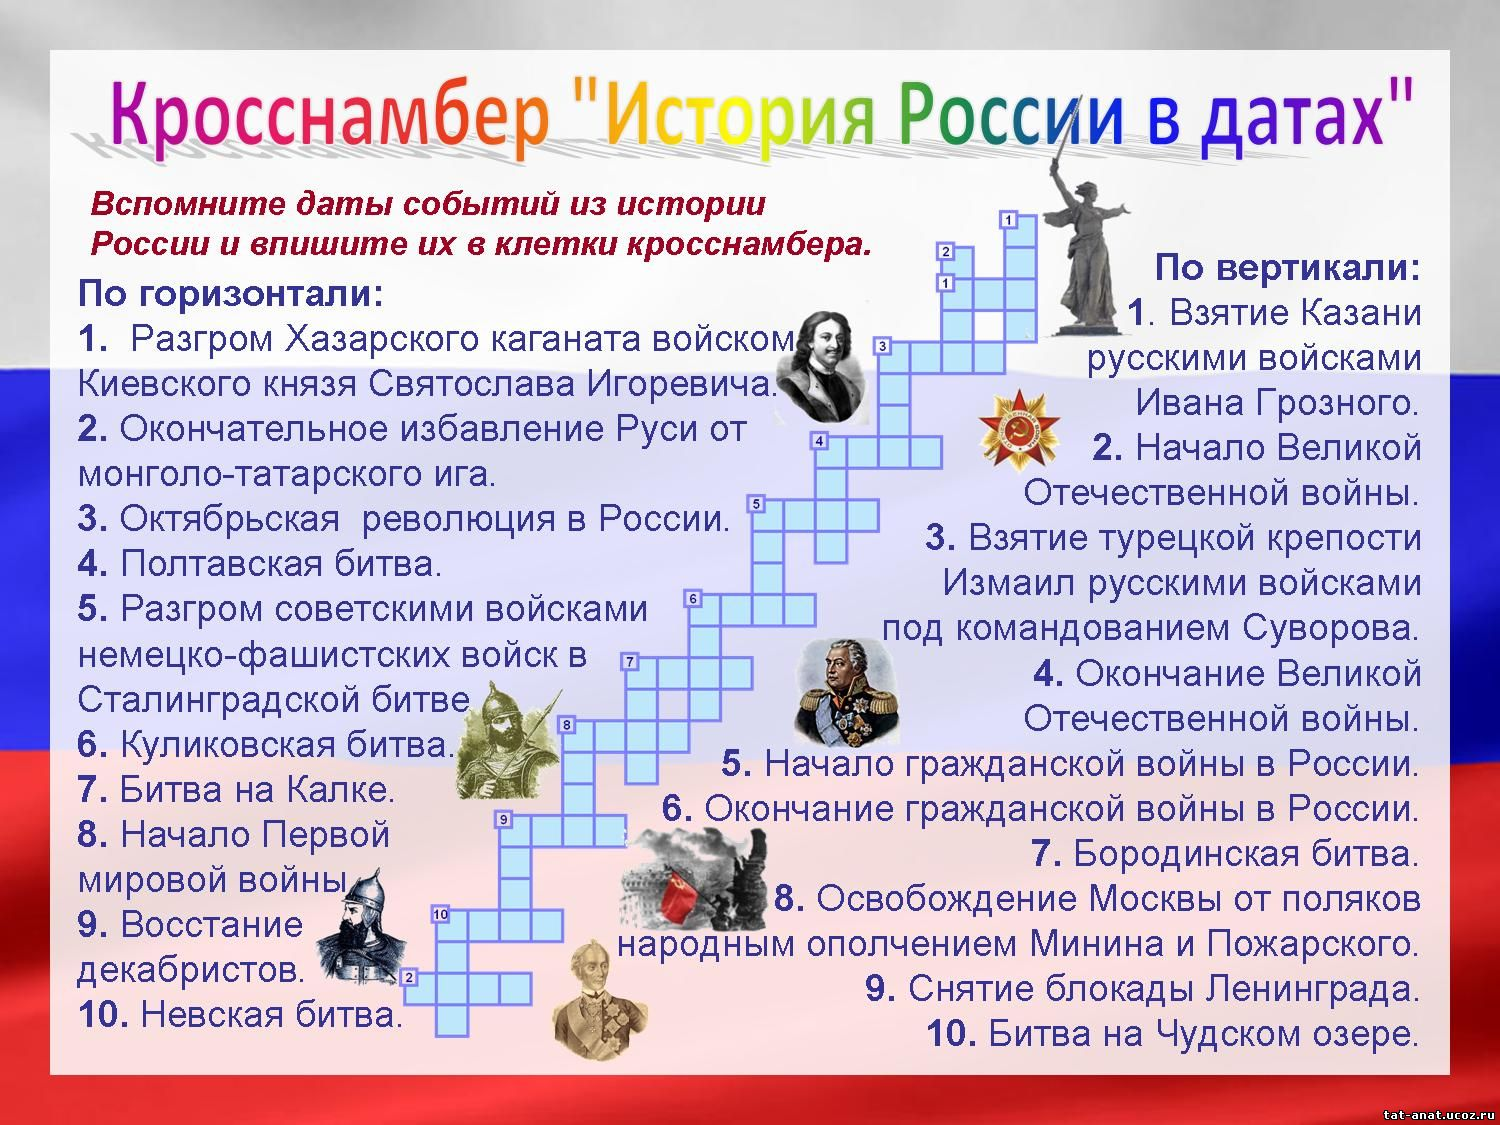 Кросснамбер "История России в датах"
Вспомните даты событий из истории
России и впишите их в клетки кросснамбера.
По горизонтали:
1. Разгром Хазарского каганата войском
Киевского князя Святослава Игоревича.
2. Окончательное избавление Руси от
монголо-татарского ига.
3. Октябрьская революция в России.
4. Полтавская битва.
5. Разгром советскими войсками
немецко-фашистских войск в
Сталинградской битве
6. Куликовская битва.
7. Битва на Калке.
8. Начало Первой
мировой войны
9. Восстание
декабристов.
10. Невская битва.
1
2
1
3
4
5
6
7
8
9
10
2
По вертикали:
1. Взятие Казани
русскими войсками
Ивана Грозного.
2. Начало Великой
Отечественной войны.
3. Взятие турецкой крепости
Измаил русскими войсками
под командованием Суворова.
4. Окончание Великой
Отечественной войны.
5. Начало гражданской войны в России.
6. Окончание гражданской войны в России.
7. Бородинская битва.
8. Освобождение Москвы от поляков
народным ополчением Минина и Пожарского.
9. Снятие блокады Ленинграда.
10. Битва на Чудском озере.
tat-anat.ucoz.ru